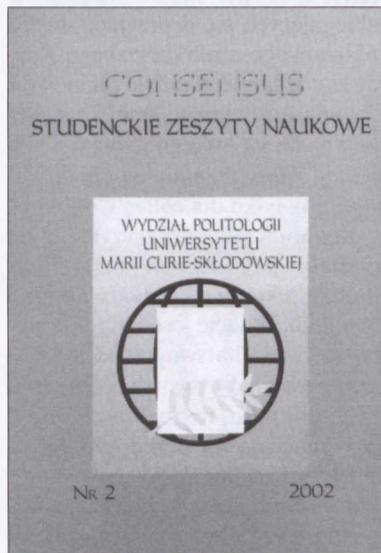 CONSENSUS
STUDENCKIE ZESZYTY NAUKOWE
WYDZIAŁ POLITOLOGII
UNIWERSYTETU
MARII CURIE-SKŁODOWSKIEJ
NR 2 2002